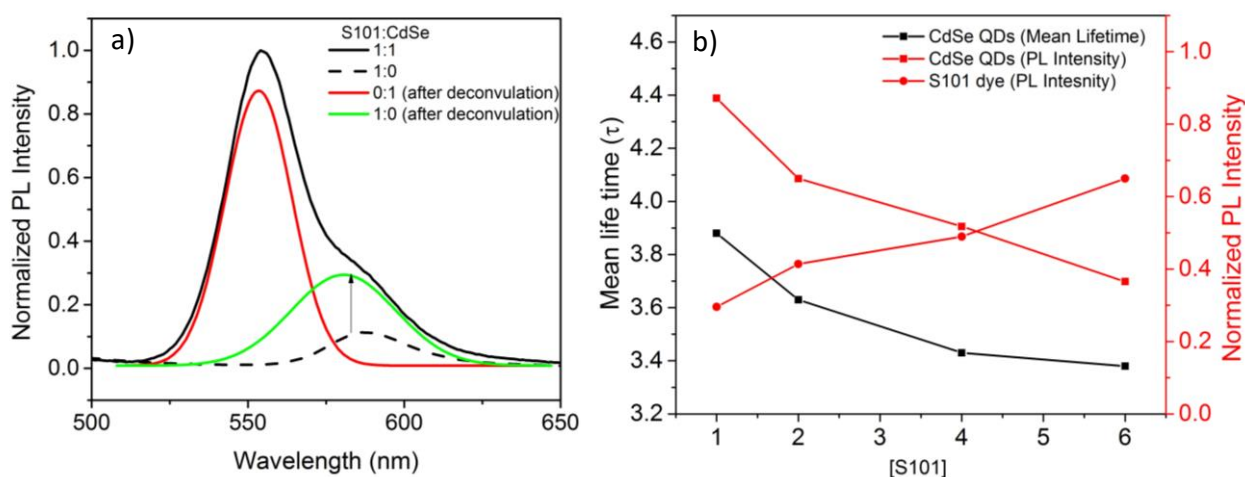 a)
S101:CdSe
1:1
1:0
0:1 (after deconvulation)
1:0 (after deconvulation)
Normalized PL Intensity
1.0
0.8
0.6
0.4
0.2
0.0
500
550
600
650
Wavelength (nm)
b)
CdSe QDs (Mean Lifetime)
CdSe QDs (PL Intensity)
S101 dye (PL Intesnity)
Mean life time (τ)
4.6
4.4
4.2
4.0
3.8
3.6
3.4
3.2
1
2
3
4
5
6
[S101]
1.0
0.8
0.6
0.4
0.2
0.0
Normalized PL Intensity